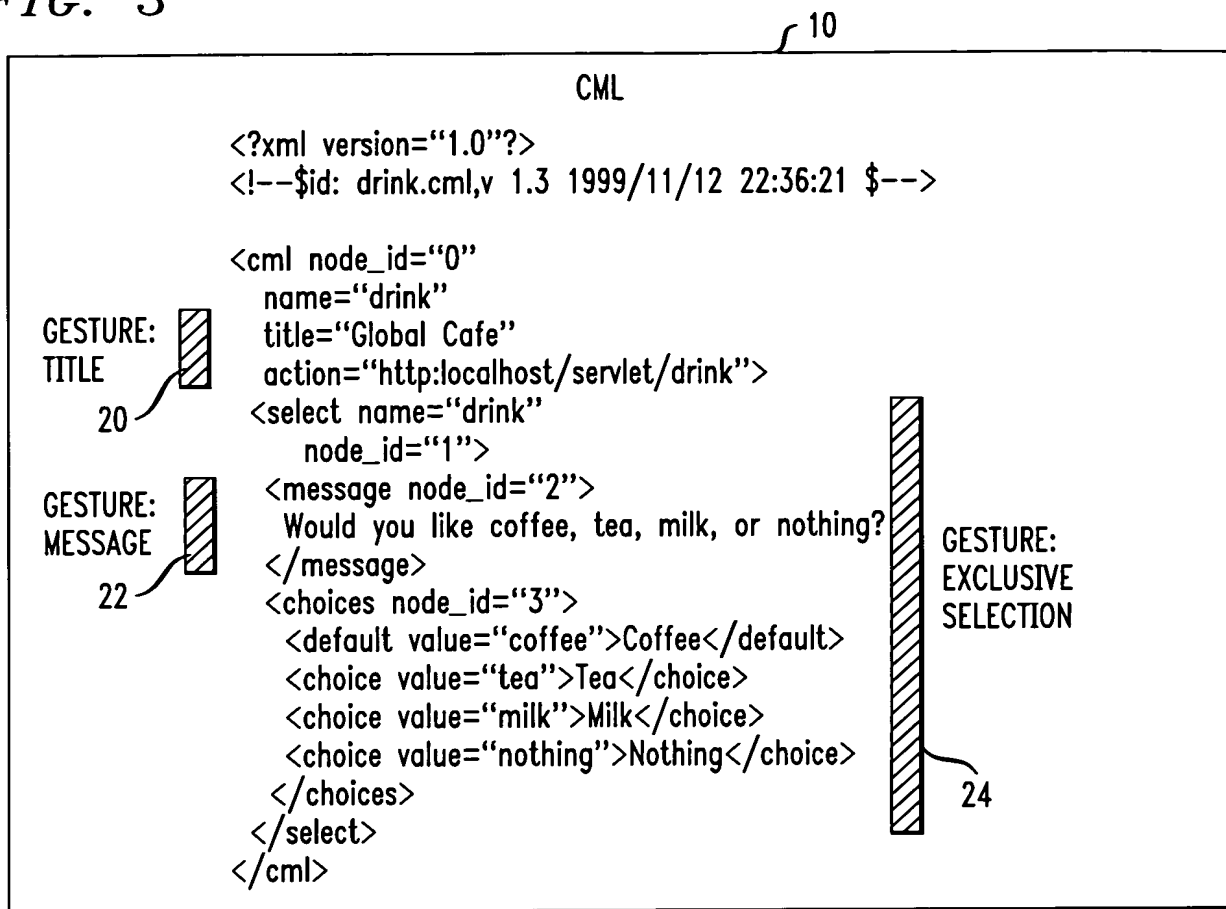 FIG. 3
10
CML
<?xml version=“1.0”?>
<!--$id: drink.cml,v 1.3 1999/11/12 22:36:21 $-->
<cml node_id=“0”
name=“drink”
GESTURE:
TITLE
20
title=“Global Cafe”
action=“http:localhost/servlet/drink”>
<select name=“drink”
node_id=“1”>
GESTURE:
MESSAGE
22
<message node_id=“2”>
Would you like coffee, tea, milk, or nothing?
</message>
<choices node_id=“3”>
<default value=“coffee”>Coffee</default>
<choice value=“tea”>Tea</choice>
<choice value=“milk”>Milk</choice>
<choice value=“nothing”>Nothing</choice>
</choices>
</select>
</cml>
GESTURE:
EXCLUSIVE
SELECTION
24